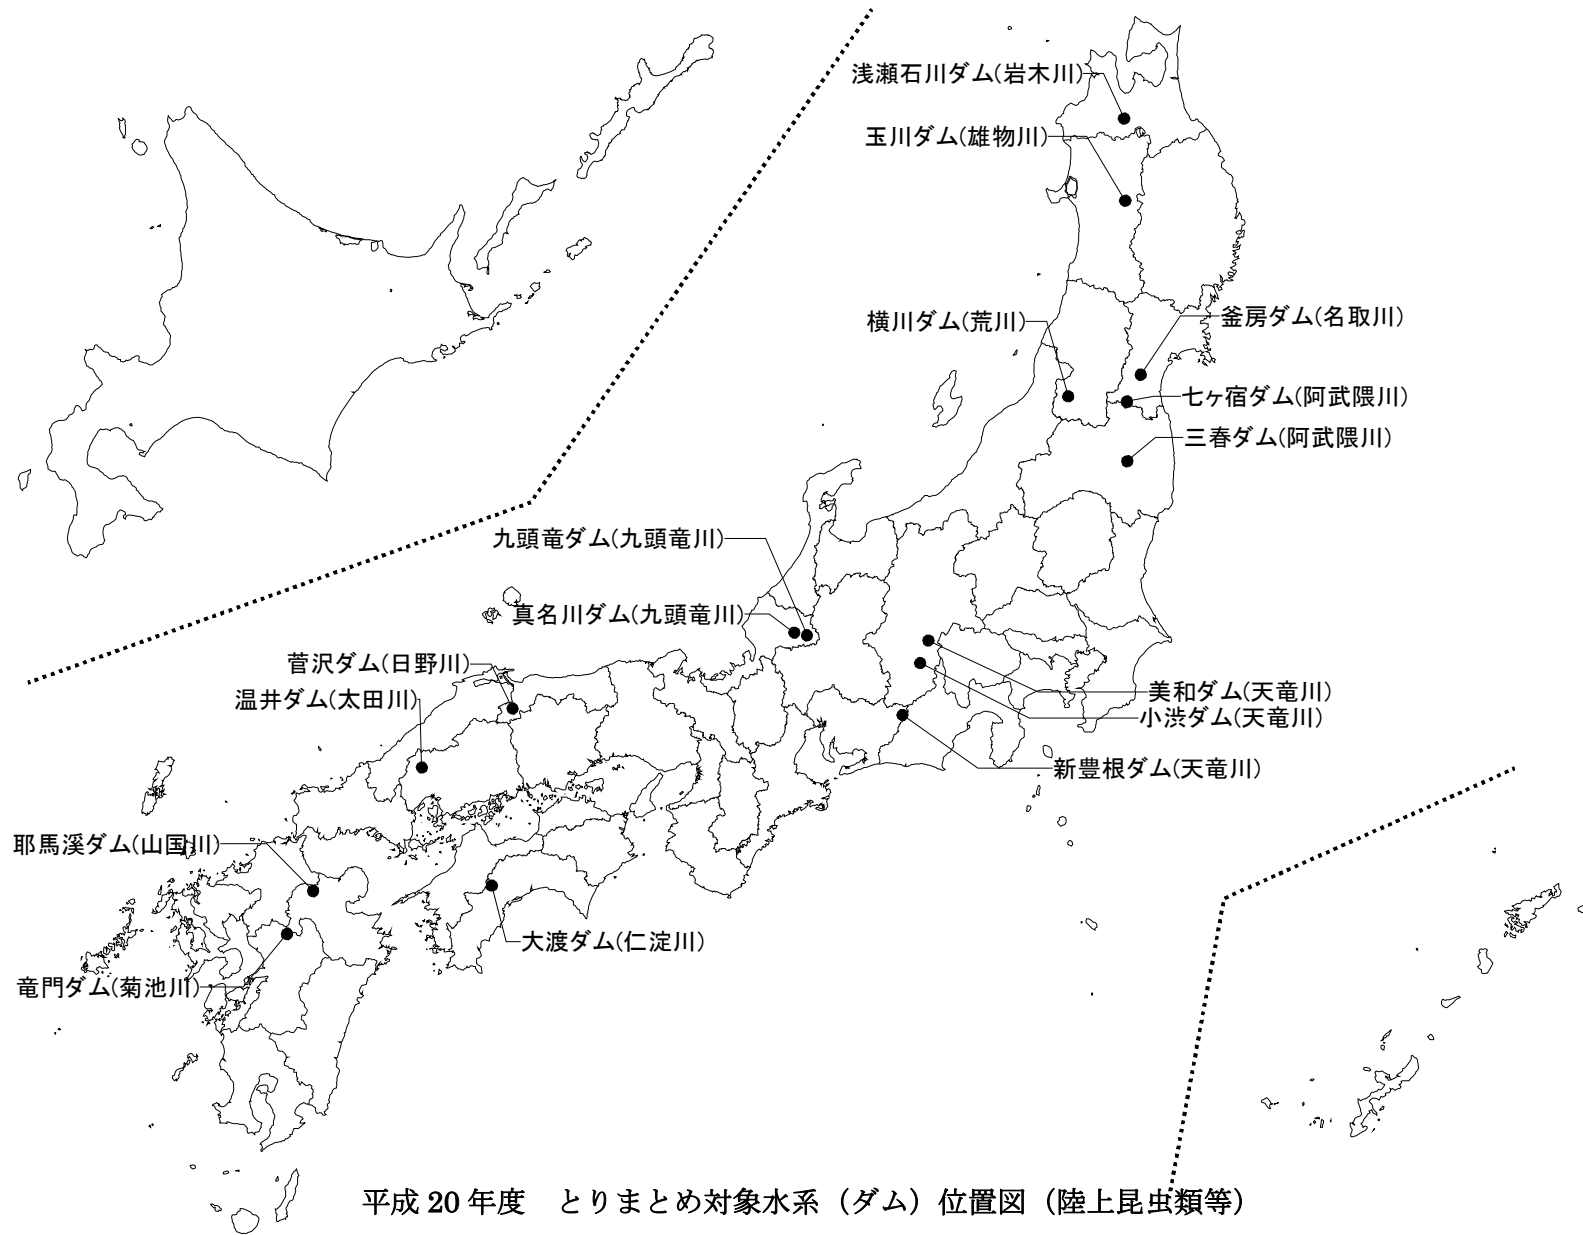 浅瀬石川ダム(岩木川)
玉川ダム(雄物川)
横川ダム(荒川)
釜房ダム(名取川)
七ヶ宿ダム(阿武隈川)
三春ダム(阿武隈川)
九頭竜ダム(九頭竜川)
真名川ダム(九頭竜川)
菅沢ダム(日野川)
温井ダム(太田川)
美和ダム(天竜川)
小渋ダム(天竜川)
新豊根ダム(天竜川)
耶馬溪ダム(山国川)
大渡ダム(仁淀川)
竜門ダム(菊池川)
平成 20 年度　とりまとめ対象水系（ダム）位置図（陸上昆虫類等）